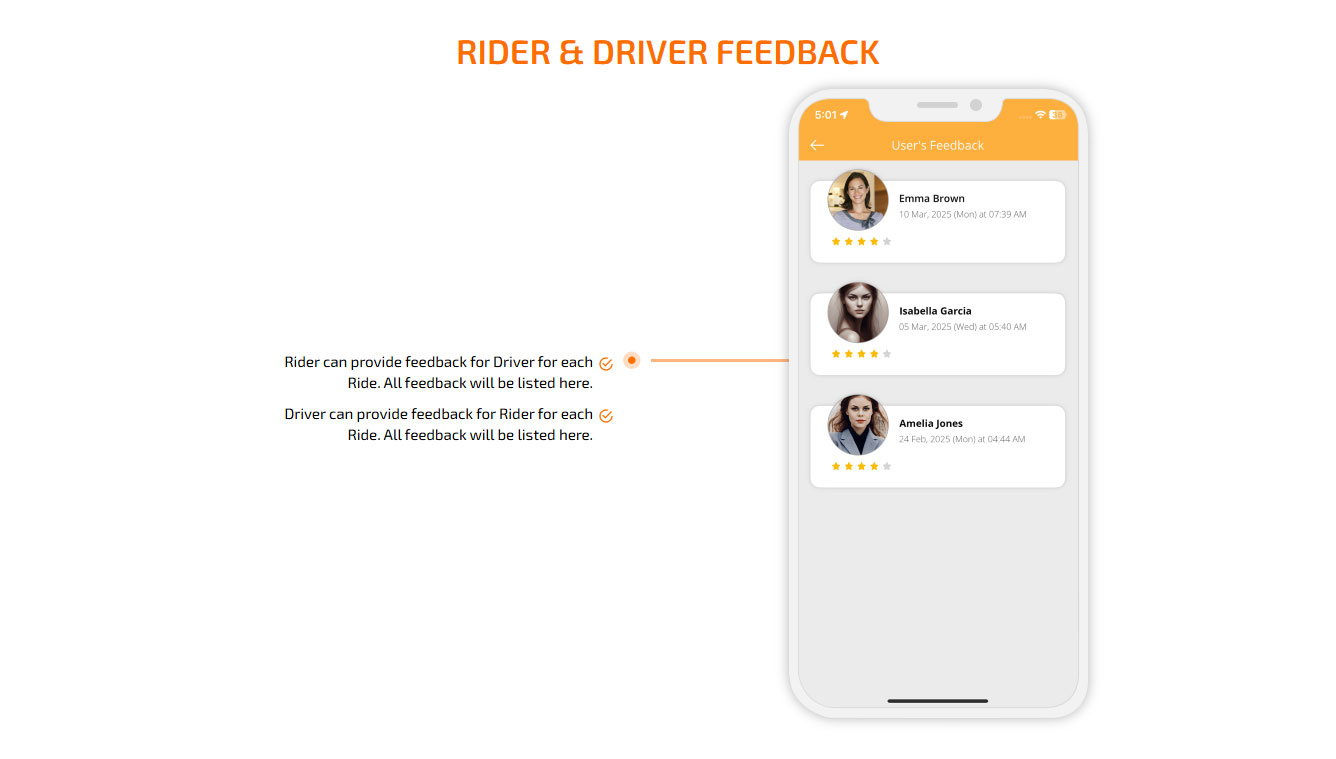 RIDER & DRIVER FEEDBACK
Rider can provide feedback for Driver for each
Ride. All feedback will be listed here.
Driver can provide feedback for Rider for each
Ride. All feedback will be listed here.
5:01
User's Feedback
Emma Brown
10 Mar, 2025 (Mon) at 07:39 AM
Isabella Garcia
05 Mar, 2025 (Wed) at 05:40 AM
Amelia Jones
24 Feb, 2025 (Mon) at 04:44 AM